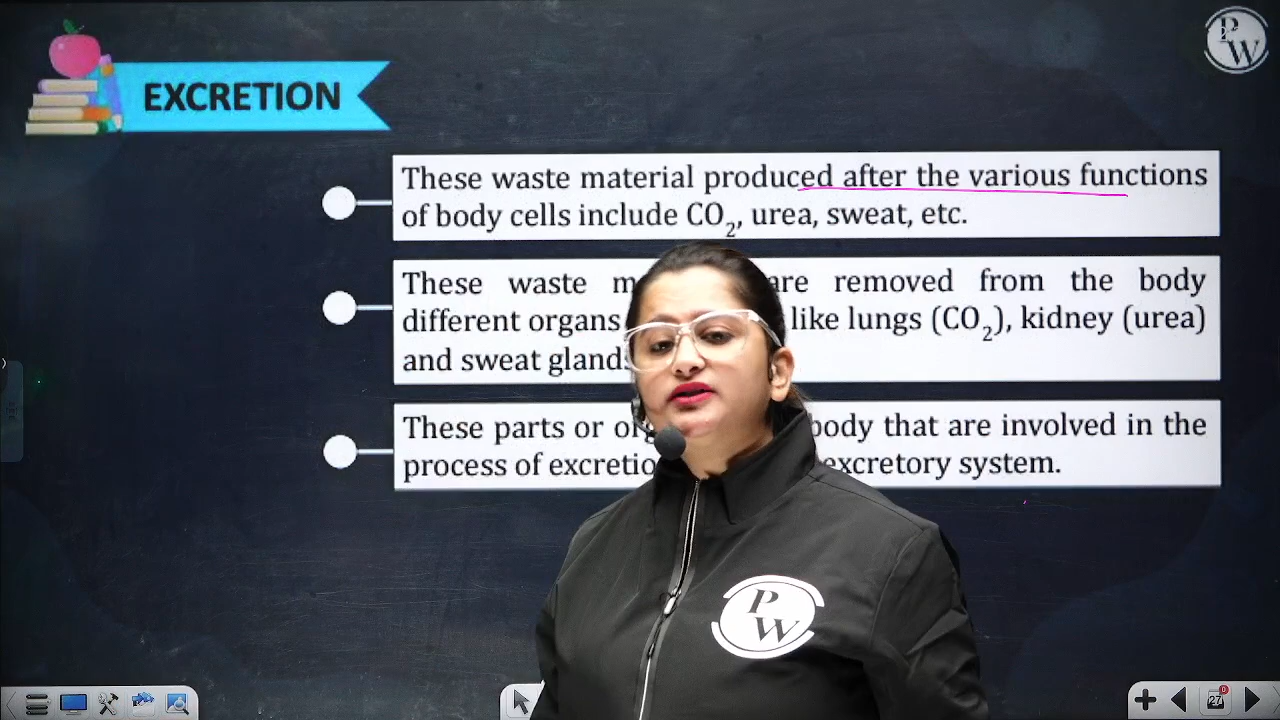 PW
EXCRETION
These waste material produced after the various functions
of body cells include CO₂, urea, sweat, etc.
These waste are removed from the body
different organs like lungs (CO₂), kidney (urea)
and sweat gland
These parts or body that are involved in the
process of excretory system.
PW
27